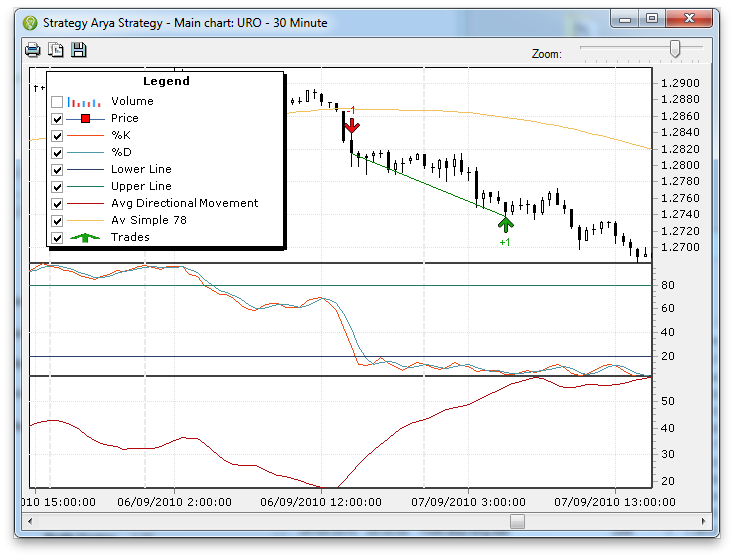 Strategy Arya Strategy - Main chart: URO - 30 Minute
Zoom:
Legend
Volume
Price
%K
%D
Lower Line
Upper Line
Avg Directional Movement
Av Simple 78
Trades
-1
+1
1.2900
1.2880
1.2860
1.2840
1.2820
1.2800
1.2780
1.2760
1.2740
1.2720
1.2700
80
60
40
20
50
40
30
20
010 15:00:00 06/09/2010 2:00:00 06/09/2010 12:00:00 07/09/2010 3:00:00 07/09/2010 13:00:00